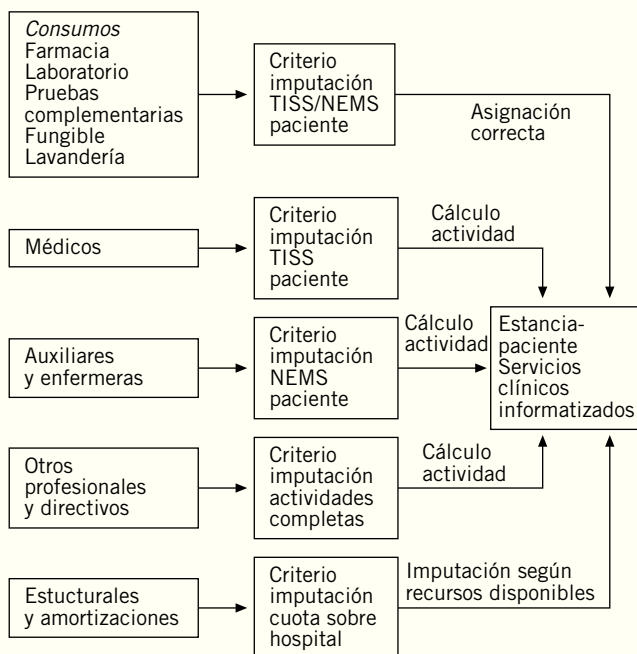 Consumos
Farmacia
Laboratorio
Pruebas
complementarias
Fungible
Lavandería
Criterio
imputación
TISS/NEMS
paciente
Asignación
correcta
Médicos
Criterio
imputación
TISS
paciente
Cálculo
actividad
Auxiliares
y enfermeras
Criterio
imputación
NEMS
paciente
Cálculo
actividad
Estancia-
paciente
Servicios
clínicos
informatizados
Otros
profesionales
y directivos
Criterio
imputación
actividades
completas
Cálculo
actividad
Estucturales
y amortizaciones
Criterio
imputación
cuota sobre
hospital
Imputación según
recursos disponibles